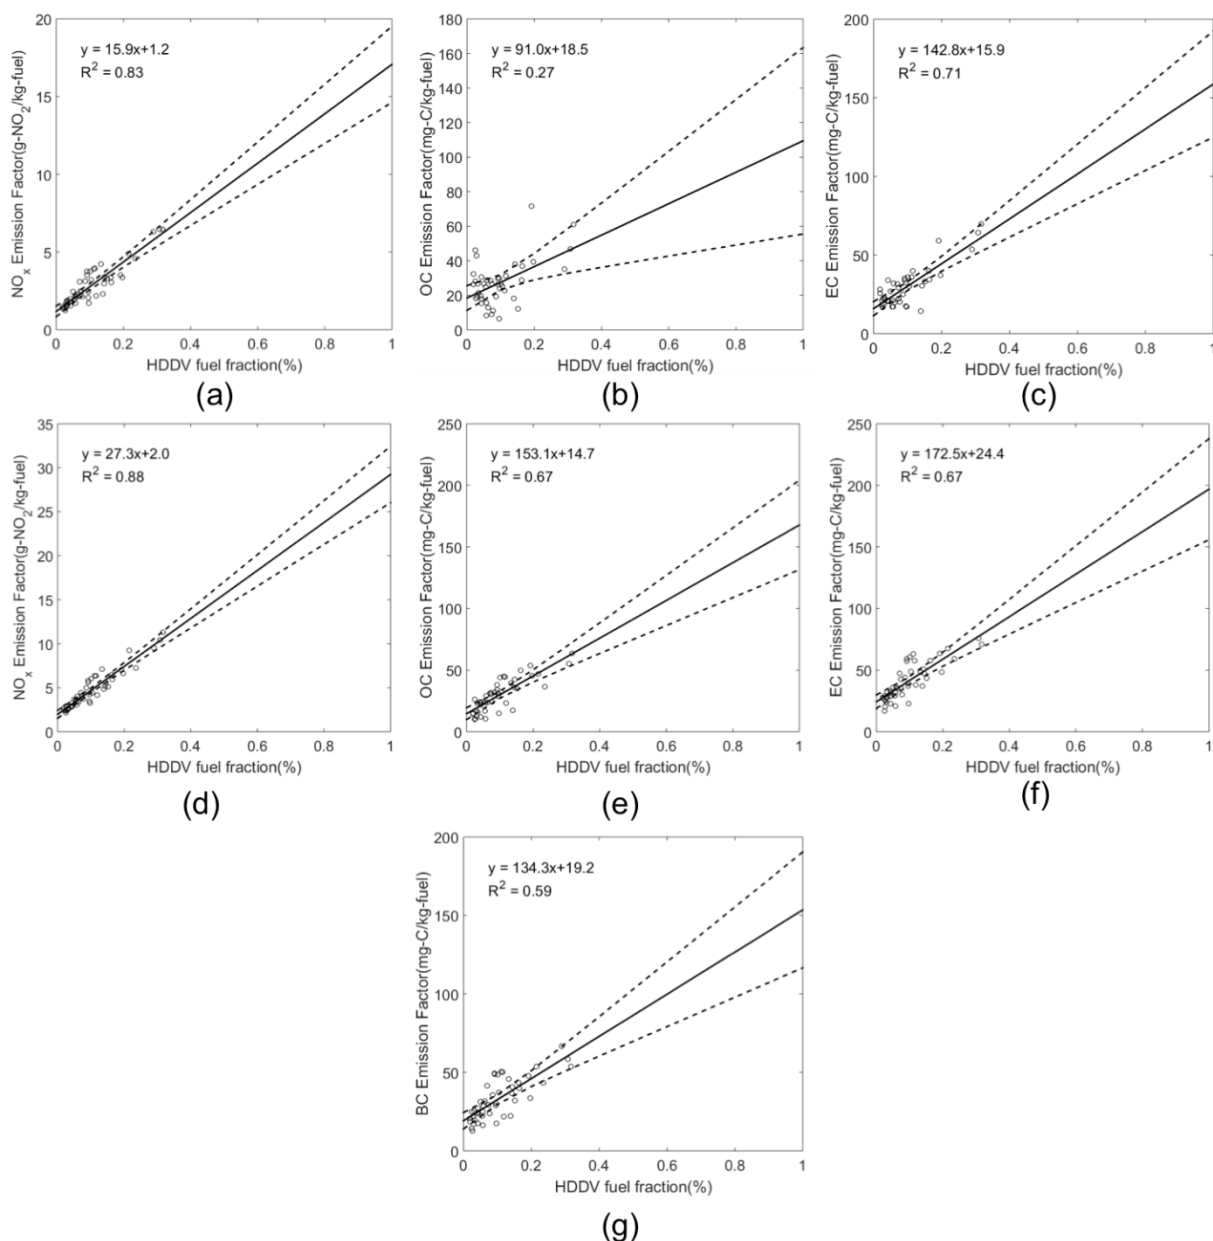 y = 15.9x+1.2
R² = 0.83
NOₓ Emission Factor(g-NO₂/kg-fuel)
20
15
10
5
0
0 0.2 0.4 0.6 0.8 1
HDDV fuel fraction(%)
(a)
y = 91.0x+18.5
R² = 0.27
OC Emission Factor(mg-C/kg-fuel)
180
160
140
120
100
80
60
40
20
0
0 0.2 0.4 0.6 0.8 1
HDDV fuel fraction(%)
(b)
y = 142.8x+15.9
R² = 0.71
EC Emission Factor(mg-C/kg-fuel)
200
150
100
50
0
0 0.2 0.4 0.6 0.8 1
HDDV fuel fraction(%)
(c)
y = 27.3x+2.0
R² = 0.88
NOₓ Emission Factor(g-NO₂/kg-fuel)
35
30
25
20
15
10
5
0
0 0.2 0.4 0.6 0.8 1
HDDV fuel fraction(%)
(d)
y = 153.1x+14.7
R² = 0.67
OC Emission Factor(mg-C/kg-fuel)
250
200
150
100
50
0
0 0.2 0.4 0.6 0.8 1
HDDV fuel fraction(%)
(e)
y = 172.5x+24.4
R² = 0.67
EC Emission Factor(mg-C/kg-fuel)
250
200
150
100
50
0
0 0.2 0.4 0.6 0.8 1
HDDV fuel fraction(%)
(f)
y = 134.3x+19.2
R² = 0.59
BC Emission Factor(mg-C/kg-fuel)
200
150
100
50
0
0 0.2 0.4 0.6 0.8 1
HDDV fuel fraction(%)
(g)